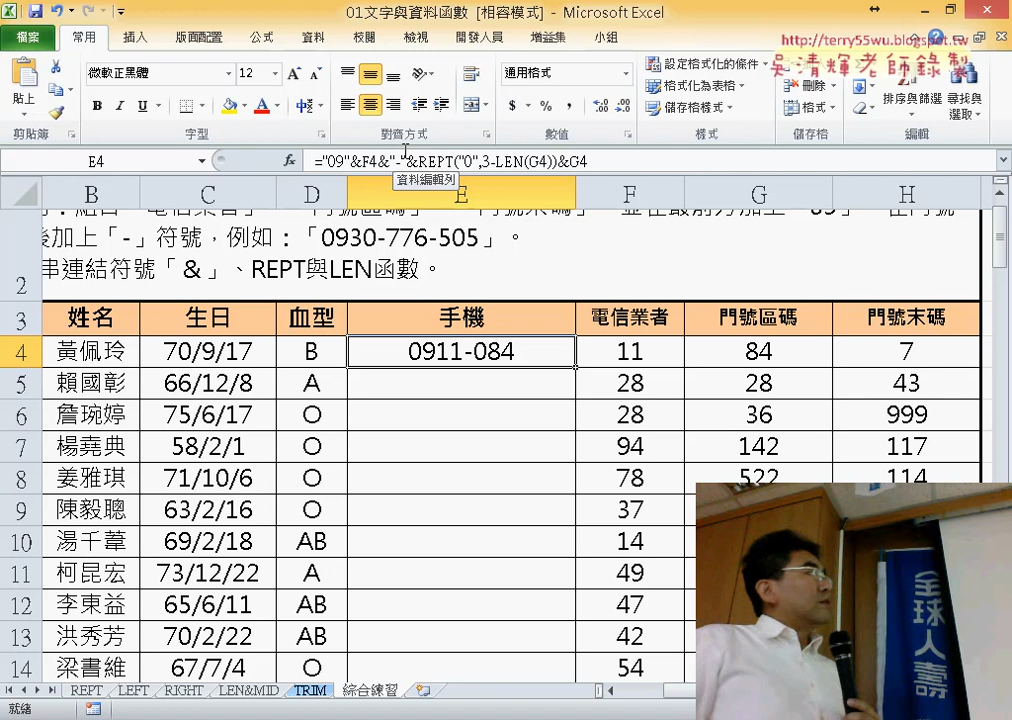 01文字與資料函數 [相容模式] - Microsoft Excel
檔案 常用 插入 版面配置 公式 資料 校閱 檢視 開發人員 增益集 小組
http://terry55wu.blogspot.tw
吳清輝老師錄製
貼上 微軟正黑體 12 通用格式 設定格式化的條件 格式化為表格 儲存格樣式 刪除 格式 排序與篩選 尋找與選取
剪貼簿 字型 對齊方式 數值 樣式 儲存格 編輯
E4 fx ="09"&F4&"-"&REPT("0",3-LEN(G4))&G4
資料編輯列
B C D E F G H
後加上「-」符號，例如：「0930-776-505」。
2 串連結符號「&」、REPT與LEN函數。
3 姓名 生日 血型 手機 電信業者 門號區碼 門號末碼
4 黃佩玲 70/9/17 B 0911-084 11 84 7
5 賴國彰 66/12/8 A 28 28 43
6 詹琬婷 75/6/17 O 28 36 999
7 楊堯典 58/2/1 O 94 142 117
8 姜雅琪 71/10/6 O 78 522 114
9 陳毅聰 63/2/16 O 37
10 湯千葦 69/2/18 AB 14
11 柯昆宏 73/12/22 A 49
12 李東益 65/6/11 AB 47
13 洪秀芳 70/2/22 AB 42
14 梁書維 67/7/4 O 54
全球人壽
REPT LEFT RIGHT LEN&MID TRIM 綜合練習
就緒